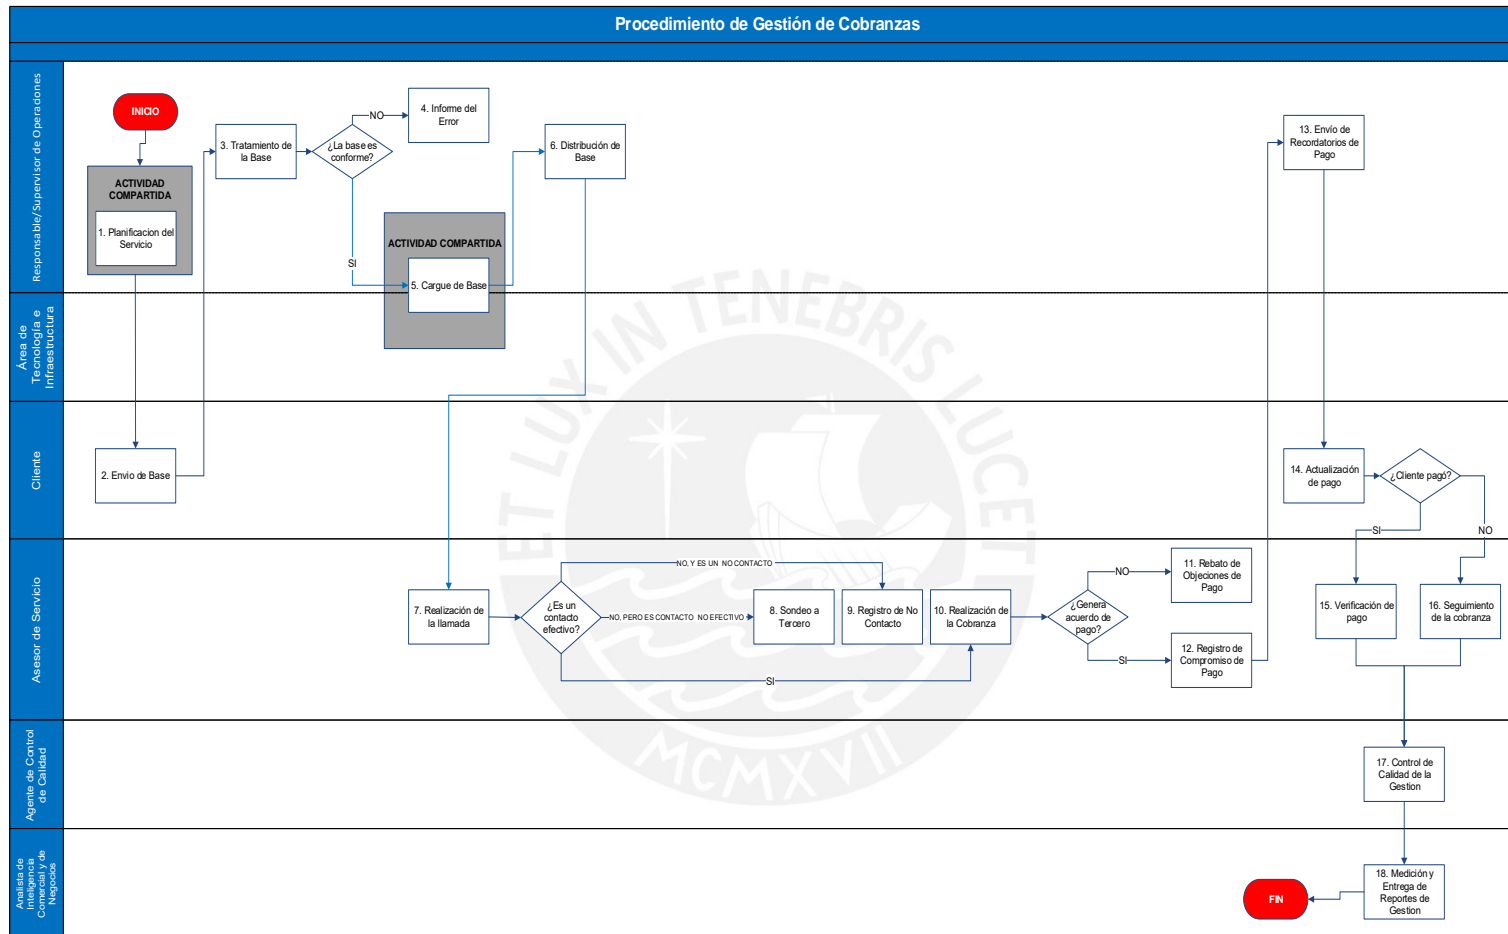 Procedimiento de Gestión de Cobranzas
Responsable/Supervisor de Operaciones
INICIO
ACTIVIDAD
COMPARTIDA
1. Planificacion del
Servicio
3. Tratamiento de
la Base
¿La base es
conforme?
NO
4. Informe del
Error
SI
ACTIVIDAD COMPARTIDA
5. Cargue de Base
6. Distribución de
Base
13. Envío de
Recordatorios de
Pago
Área de
Tecnología e
Infraestructura
Cliente
2. Envio de Base
14. Actualización
de pago
¿Cliente pagó?
SI
NO
Asesor de Servicio
7. Realización de
la llamada
¿Es un
contacto
efectivo?
NO, Y ES UN NO CONTACTO
NO, PERO ES CONTACTO NO EFECTIVO
SI
8. Sondeo a
Tercero
9. Registro de No
Contacto
10. Realización de
la Cobranza
¿Genera
acuerdo de
pago?
NO
SI
11. Rebato de
Objeciones de
Pago
12. Registro de
Compromiso de
Pago
15. Verificación de
pago
16. Seguimiento
de la cobranza
Agente de Control
de Calidad
17. Control de
Calidad de la
Gestion
Analista de
Inteligencia
Comercial y de
Negocios
18. Medición y
Entrega de
Reportes de
Gestion
FIN
ET LUX IN TENEBRIS LUCET
MCMXVII